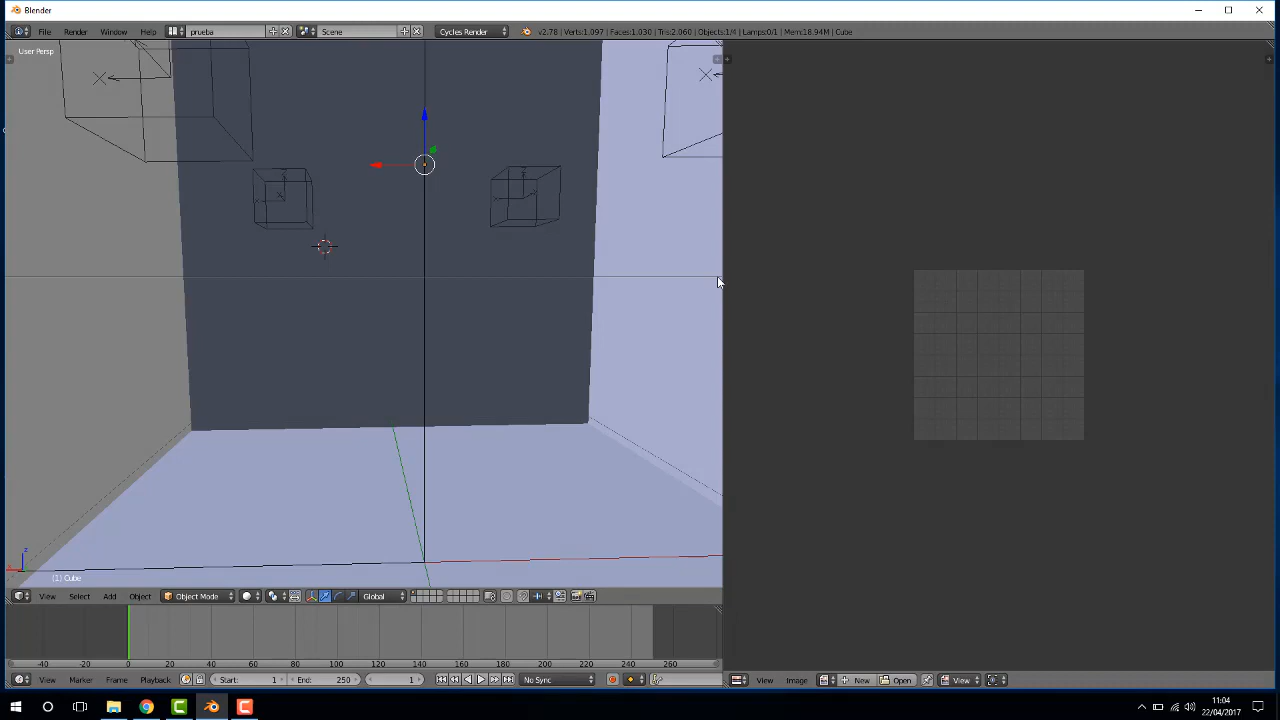 Blender
File Render Window Help prueba Scene Cycles Render v2.78 | Verts:1,097 | Faces:1,030 | Tris:2,060 | Objects:1/4 | Lamps:0/1 | Mem:18.94M | Cube
User Persp
z
(1) Cube
View Select Add Object Object Mode Global
-40 -20 0 20 40 60 80 100 120 140 160 180 200 220 240 260
View Marker Frame Playback Start: 1 End: 250 1 No Sync
View Image New Open View
11:04
22/04/2017